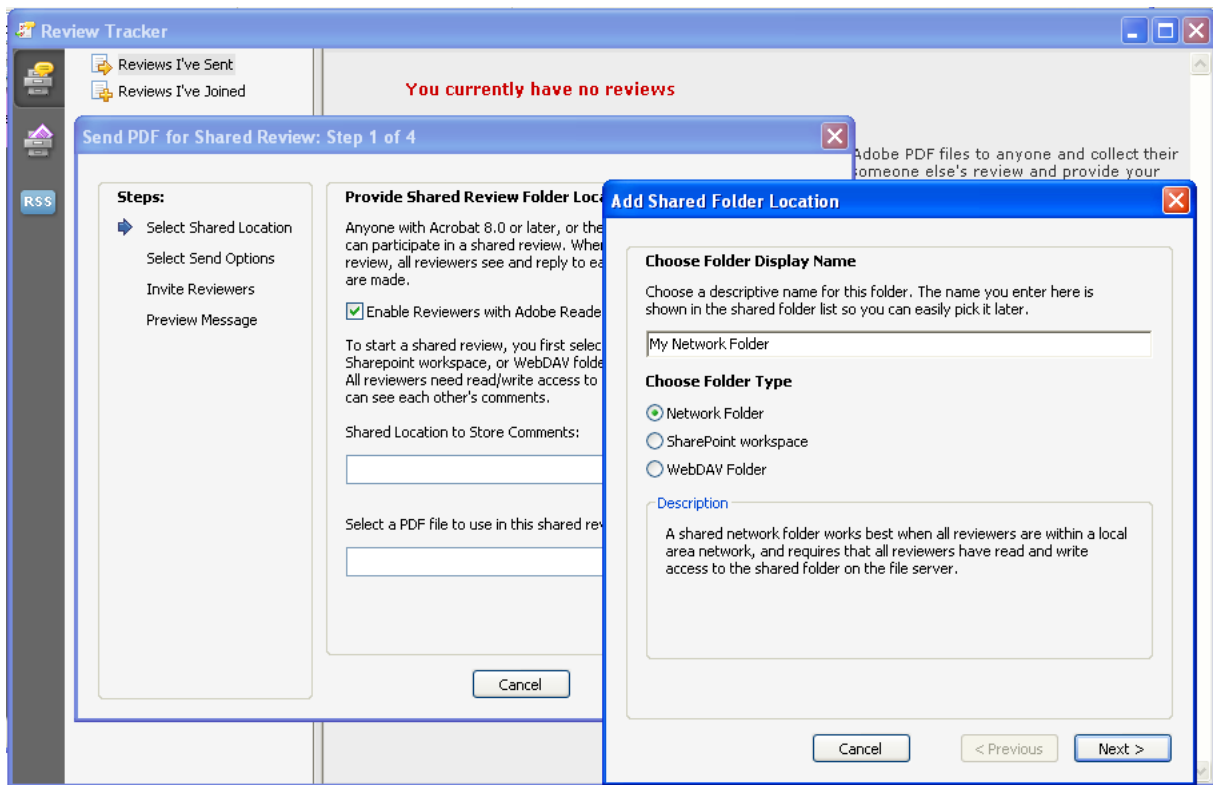 Review Tracker
Reviews I've Sent
Reviews I've Joined
You currently have no reviews
Adobe PDF files to anyone and collect their
someone else's review and provide your
RSS
Send PDF for Shared Review: Step 1 of 4
Steps:
Select Shared Location
Select Send Options
Invite Reviewers
Preview Message
Provide Shared Review Folder Loca
Anyone with Acrobat 8.0 or later, or the
can participate in a shared review. When
review, all reviewers see and reply to ea
are made.
Enable Reviewers with Adobe Reade
To start a shared review, you first selec
Sharepoint workspace, or WebDAV folde
All reviewers need read/write access to
can see each other's comments.
Shared Location to Store Comments:
Select a PDF file to use in this shared rev
Cancel
Add Shared Folder Location
Choose Folder Display Name
Choose a descriptive name for this folder. The name you enter here is
shown in the shared folder list so you can easily pick it later.
My Network Folder
Choose Folder Type
Network Folder
SharePoint workspace
WebDAV Folder
Description
A shared network folder works best when all reviewers are within a local
area network, and requires that all reviewers have read and write
access to the shared folder on the file server.
Cancel
< Previous
Next >